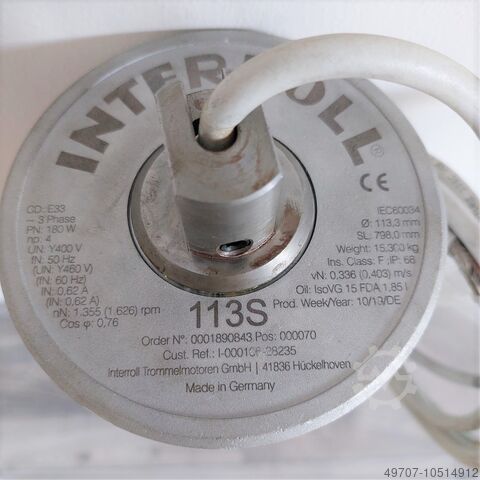 INTERROLL®
CE
GD.: E33
~ 3 Phase
PN: 180 W
np. 4
UN: Y400 V
fN: 50 Hz
(UN: Y460 V)
(fN: 60 Hz)
IN: 0,62 A
(IN: 0,62 A)
nN: 1.355 (1.626) rpm
Cos φ: 0,76
IEC60034
Ø: 113,3 mm
SL: 798,0 mm
Weight: 15,300 kg
Ins. Class: F ; IP: 68
vN: 0,336 (0,403) m/s
Oil: IsoVG 15 FDA 1,85 l
Prod. Week/Year: 10/13/DE
113S
Order N°: 0001890843 Pos: 000070
Cust. Ref.:
Interroll Trommelmotoren GmbH | 41836 Hückelhoven
Made in Germany
49707-10514912